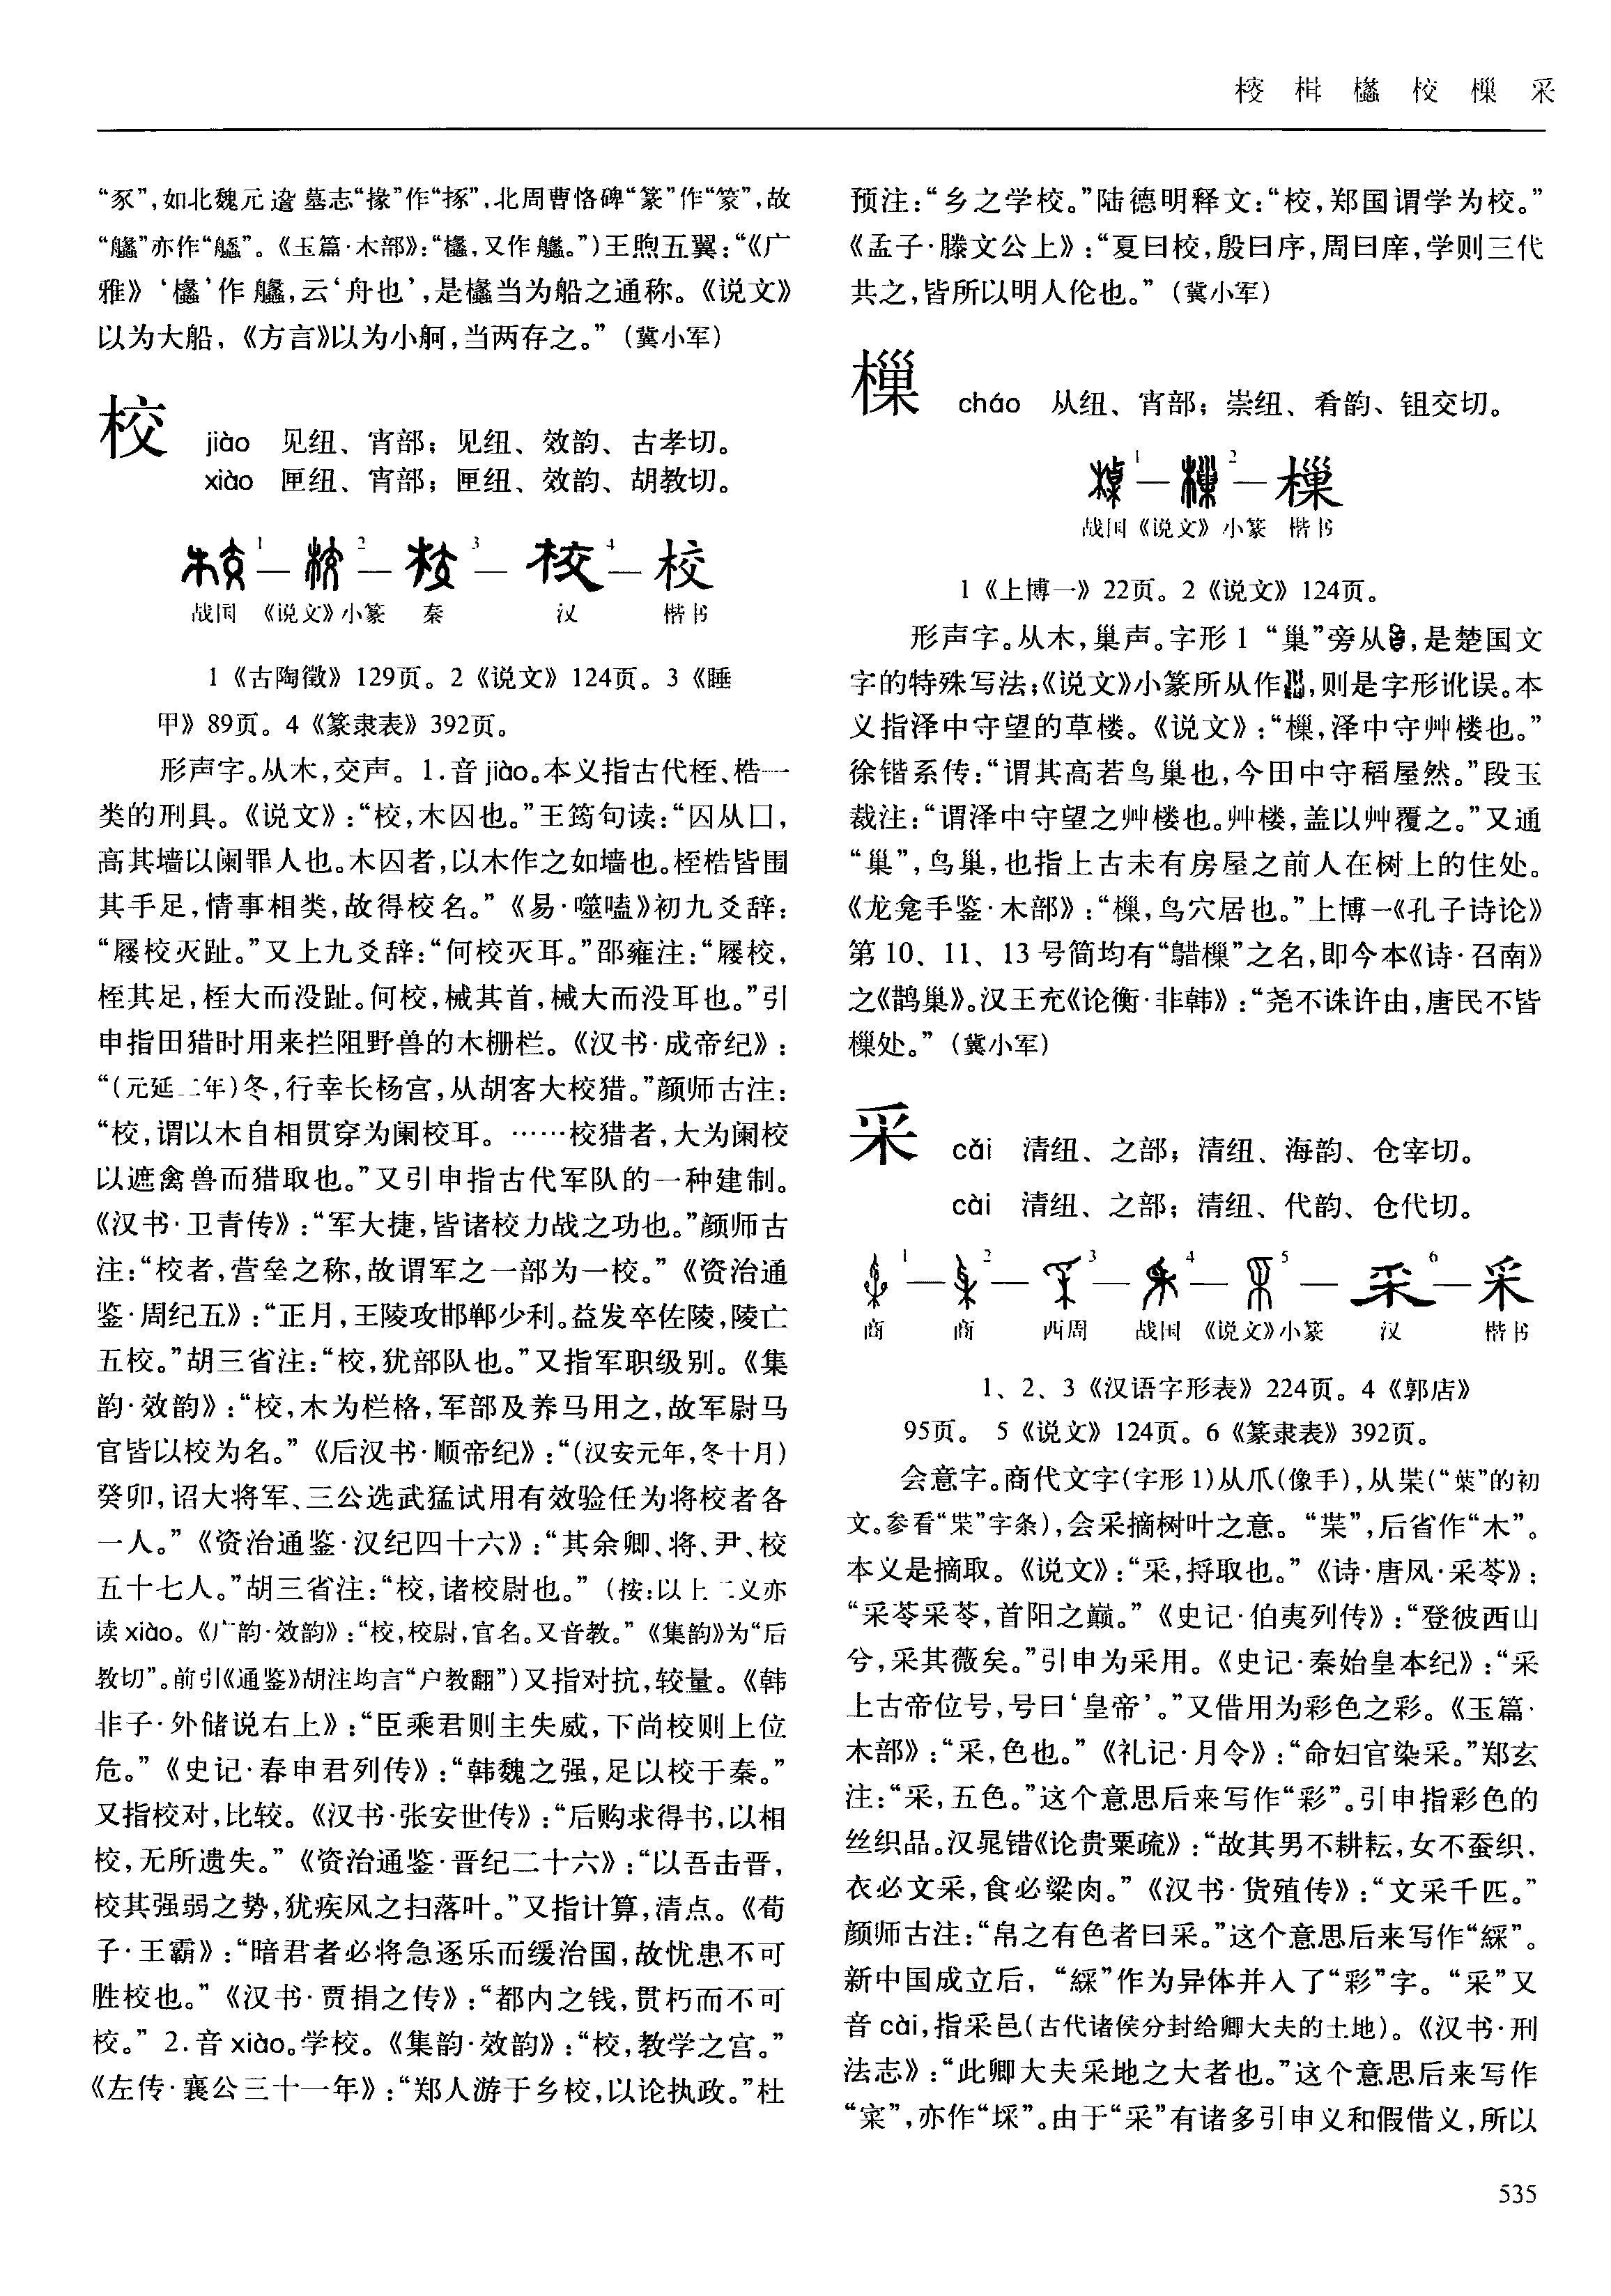 楘 楫 欚 校 樔 采
“豕”，如北魏元邆墓志“掾”作“㧻”，北周曹恪碑“篆”作“䇨”，故
“艬”亦作“艬”。《玉篇·木部》：“欚，又作艬。”）王煦五翼：“《广
雅》‘欚’作艬，云‘舟也’，是欚当为船之通称。《说文》
以为大船，《方言》以为小舸，当两存之。”（冀小军）
校
jiào 见纽、宵部；见纽、效韵、古孝切。
xiào 匣纽、宵部；匣纽、效韵、胡教切。
1 2 3 4 校
战国 《说文》小篆 秦 汉 楷书
1《古陶徵》129页。2《说文》124页。3《睡
甲》89页。4《篆隶表》392页。
形声字。从木，交声。1.音jiào。本义指古代桎、梏一
类的刑具。《说文》：“校，木囚也。”王筠句读：“囚从囗，
高其墙以阑罪人也。木囚者，以木作之如墙也。桎梏皆围
其手足，情事相类，故得校名。”《易·噬嗑》初九爻辞：
“屦校灭趾。”又上九爻辞：“何校灭耳。”邵雍注：“屦校，
桎其足，桎大而没趾。何校，械其首，械大而没耳也。”引
申指田猎时用来拦阻野兽的木栅栏。《汉书·成帝纪》：
“（元延二年）冬，行幸长杨宫，从胡客大校猎。”颜师古注：
“校，谓以木自相贯穿为阑校耳。……校猎者，大为阑校
以遮禽兽而猎取也。”又引申指古代军队的一种建制。
《汉书·卫青传》：“军大捷，皆诸校力战之功也。”颜师古
注：“校者，营垒之称，故谓军之一部为一校。”《资治通
鉴·周纪五》：“正月，王陵攻邯郸少利。益发卒佐陵，陵亡
五校。”胡三省注：“校，犹部队也。”又指军职级别。《集
韵·效韵》：“校，木为栏格，军部及养马用之，故军尉马
官皆以校为名。”《后汉书·顺帝纪》：“（汉安元年，冬十月）
癸卯，诏大将军、三公选武猛试用有效验任为将校者各
一人。”《资治通鉴·汉纪四十六》：“其余卿、将、尹、校
五十七人。”胡三省注：“校，诸校尉也。”（按：以上二义亦
读xiào。《广韵·效韵》：“校，校尉，官名。又音教。”《集韵》为“后
教切”。前引《通鉴》胡注均言“户教翻”）又指对抗，较量。《韩
非子·外储说右上》：“臣乘君则主失威，下尚校则上位
危。”《史记·春申君列传》：“韩魏之强，足以校于秦。”
又指校对，比较。《汉书·张安世传》：“后购求得书，以相
校，无所遗失。”《资治通鉴·晋纪二十六》：“以吾击晋，
校其强弱之势，犹疾风之扫落叶。”又指计算，清点。《荀
子·王霸》：“暗君者必将急逐乐而缓治国，故忧患不可
胜校也。”《汉书·贾捐之传》：“都内之钱，贯朽而不可
校。”2.音xiào。学校。《集韵·效韵》：“校，教学之宫。”
《左传·襄公三十一年》：“郑人游于乡校，以论执政。”杜
预注：“乡之学校。”陆德明释文：“校，郑国谓学为校。”
《孟子·滕文公上》：“夏曰校，殷曰序，周曰庠，学则三代
共之，皆所以明人伦也。”（冀小军）
樔
cháo 从纽、宵部；崇纽、肴韵、鉏交切。
1 2 樔
战国《说文》小篆 楷书
1《上博一》22页。2《说文》124页。
形声字。从木，巢声。字形1“巢”旁从，是楚国文
字的特殊写法；《说文》小篆所从作，则是字形讹误。本
义指泽中守望的草楼。《说文》：“樔，泽中守艸楼也。”
徐锴系传：“谓其高若鸟巢也，今田中守稻屋然。”段玉
裁注：“谓泽中守望之艸楼也。艸楼，盖以艸覆之。”又通
“巢”，鸟巢，也指上古未有房屋之前人在树上的住处。
《龙龛手鉴·木部》：“樔，鸟穴居也。”上博一《孔子诗论》
第10、11、13号简均有“樔”之名，即今本《诗·召南》
之《鹊巢》。汉王充《论衡·非韩》：“尧不诛许由，唐民不皆
樔处。”（冀小军）
采
cǎi 清纽、之部；清纽、海韵、仓宰切。
cài 清纽、之部；清纽、代韵、仓代切。
1 2 3 4 5 6 采
商 商 西周 战国 《说文》小篆 汉 楷书
1、2、3《汉语字形表》224页。4《郭店》
95页。 5《说文》124页。6《篆隶表》392页。
会意字。商代文字（字形1）从爪（像手），从枼（“葉”的初
文。参看“枼”字条），会采摘树叶之意。“枼”，后省作“木”。
本义是摘取。《说文》：“采，捋取也。”《诗·唐风·采苓》：
“采苓采苓，首阳之巅。”《史记·伯夷列传》：“登彼西山
兮，采其薇矣。”引申为采用。《史记·秦始皇本纪》：“采
上古帝位号，号曰‘皇帝’。”又借用为彩色之彩。《玉篇·
木部》：“采，色也。”《礼记·月令》：“命妇官染采。”郑玄
注：“采，五色。”这个意思后来写作“彩”。引申指彩色的
丝织品。汉晁错《论贵粟疏》：“故其男不耕耘，女不蚕织，
衣必文采，食必粱肉。”《汉书·货殖传》：“文采千匹。”
颜师古注：“帛之有色者曰采。”这个意思后来写作“綵”。
新中国成立后，“綵”作为异体并入了“彩”字。“采”又
音cài，指采邑（古代诸侯分封给卿大夫的土地）。《汉书·刑
法志》：“此卿大夫采地之大者也。”这个意思后来写作
“寀”，亦作“埰”。由于“采”有诸多引申义和假借义，所以
535